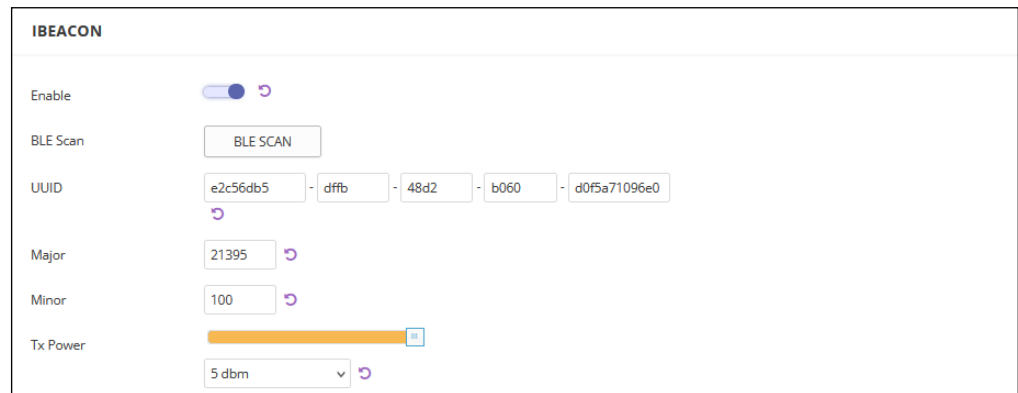 IBEACON
Enable
BLE Scan BLE SCAN
UUID e2c56db5 - dffb - 48d2 - b060 - d0f5a71096e0
Major 21395
Minor 100
Tx Power
5 dbm